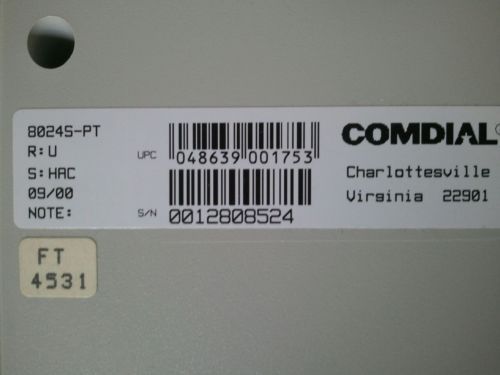 8024S-PT
R: U
S: HAC
09/00
NOTE:
UPC
048639 001753
S/N
0012808524
COMDIAL®
Charlottesville
Virginia 22901
FT
4531